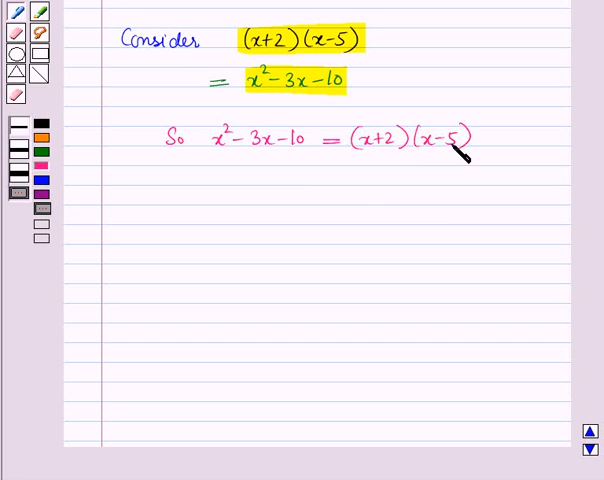 Consider (x+2)(x-5)
= x² - 3x - 10
So x² - 3x - 10 = (x+2)(x-5)